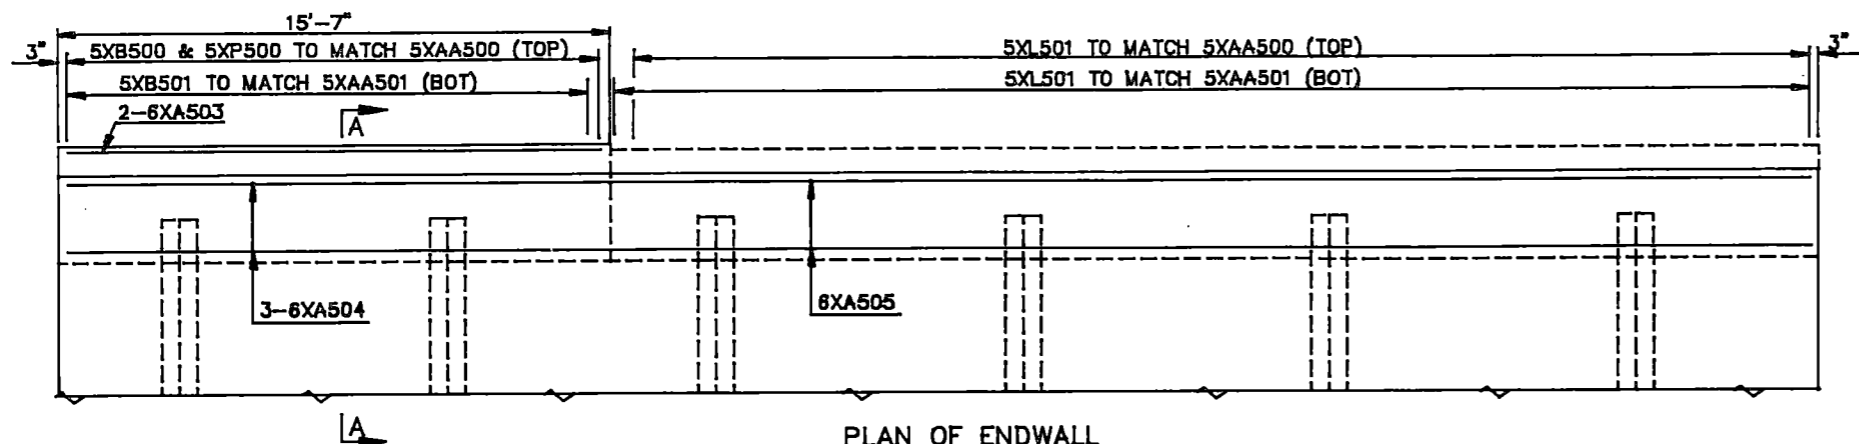 15'-7"
3"
5XB500 & 5XP500 TO MATCH 5XAA500 (TOP)
5XL501 TO MATCH 5XAA500 (TOP)
3"
5XB501 TO MATCH 5XAA501 (BOT)
5XL501 TO MATCH 5XAA501 (BOT)
2-6XA503
A
3-6XA504
6XA505
A
PLAN OF ENDWALL